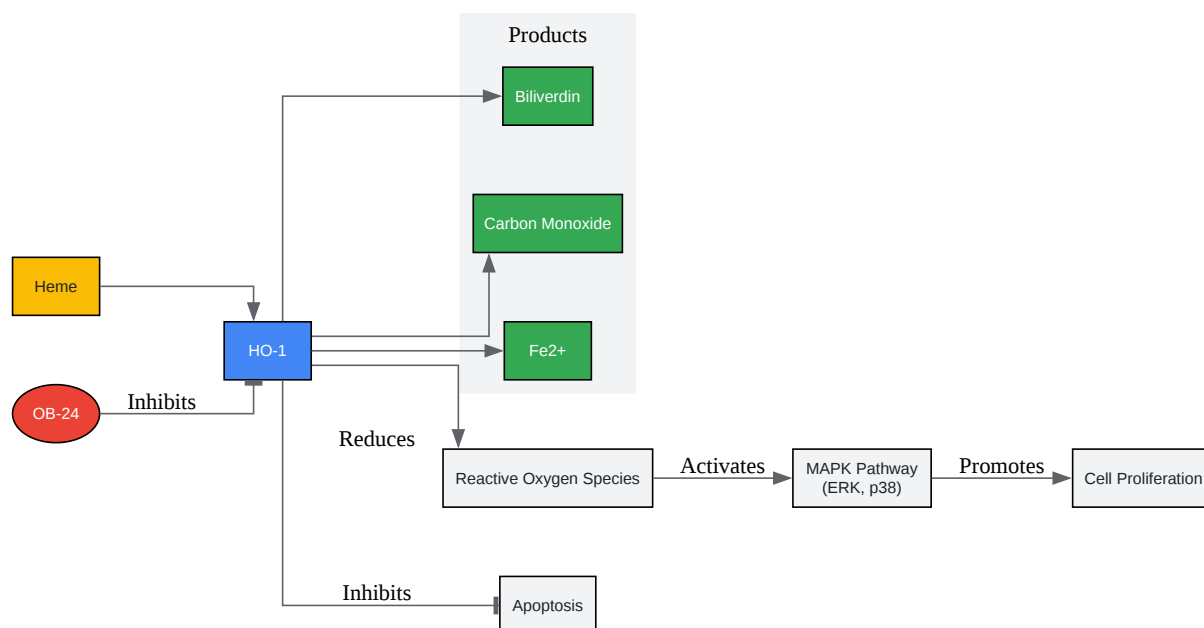 Products
Biliverdin
Carbon Monoxide
Heme
HO-1
Fe2+
OB-24
Inhibits
Reduces
Reactive Oxygen Species
Activates
MAPK Pathway
(ERK, p38)
Promotes
Cell Proliferation
Inhibits
Apoptosis